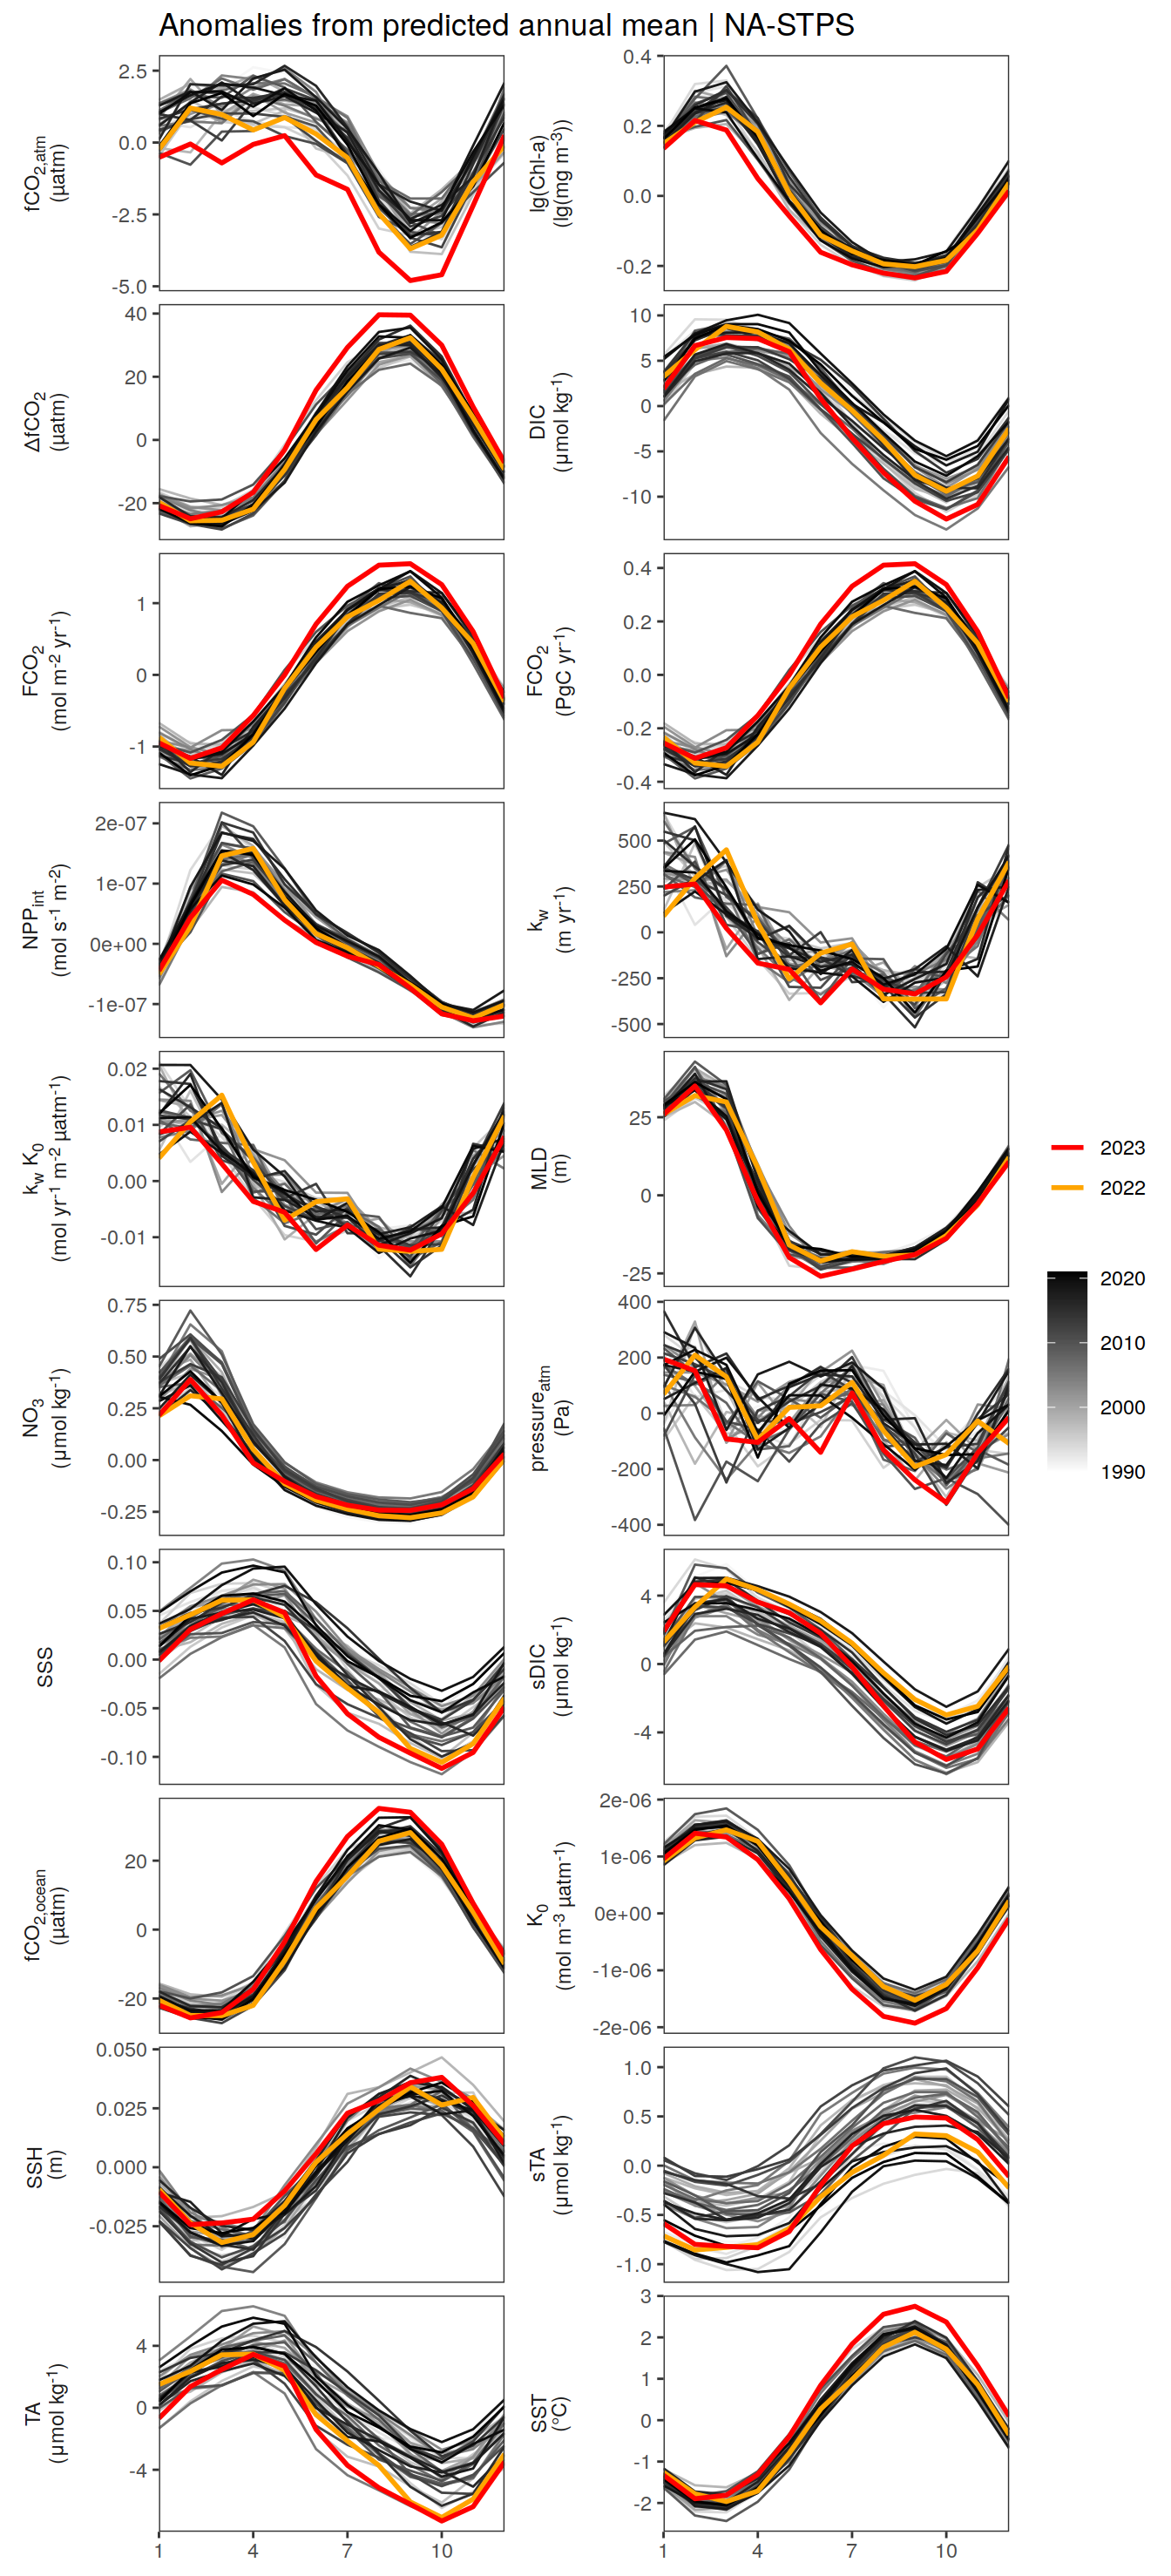 Anomalies from predicted annual mean | NA-STPS
fCO2,atm
(µatm)
2.5
0.0
-2.5
-5.0
lg(Chl-a)
(lg(mg m-3))
0.4
0.2
0.0
-0.2
ΔfCO2
(µatm)
40
20
0
-20
DIC
(µmol kg-1)
10
5
0
-5
-10
FCO2
(mol m-2 yr-1)
1
0
-1
FCO2
(PgC yr-1)
0.4
0.2
0.0
-0.2
-0.4
NPPint
(mol s-1 m-2)
2e-07
1e-07
0e+00
-1e-07
kw
(m yr-1)
500
250
0
-250
-500
kw K0
(mol yr-1 m-2 µatm-1)
0.02
0.01
0.00
-0.01
MLD
(m)
25
0
-25
NO3
(µmol kg-1)
0.75
0.50
0.25
0.00
-0.25
pressureatm
(Pa)
400
200
0
-200
-400
SSS
0.10
0.05
0.00
-0.05
-0.10
sDIC
(µmol kg-1)
4
0
-4
fCO2,ocean
(µatm)
20
0
-20
K0
(mol m-3 µatm-1)
2e-06
1e-06
0e+00
-1e-06
-2e-06
SSH
(m)
0.050
0.025
0.000
-0.025
sTA
(µmol kg-1)
1.0
0.5
0.0
-0.5
-1.0
TA
(µmol kg-1)
4
0
-4
SST
(°C)
3
2
1
0
-1
-2
1 4 7 10
1 4 7 10
2023
2022
2020
2010
2000
1990